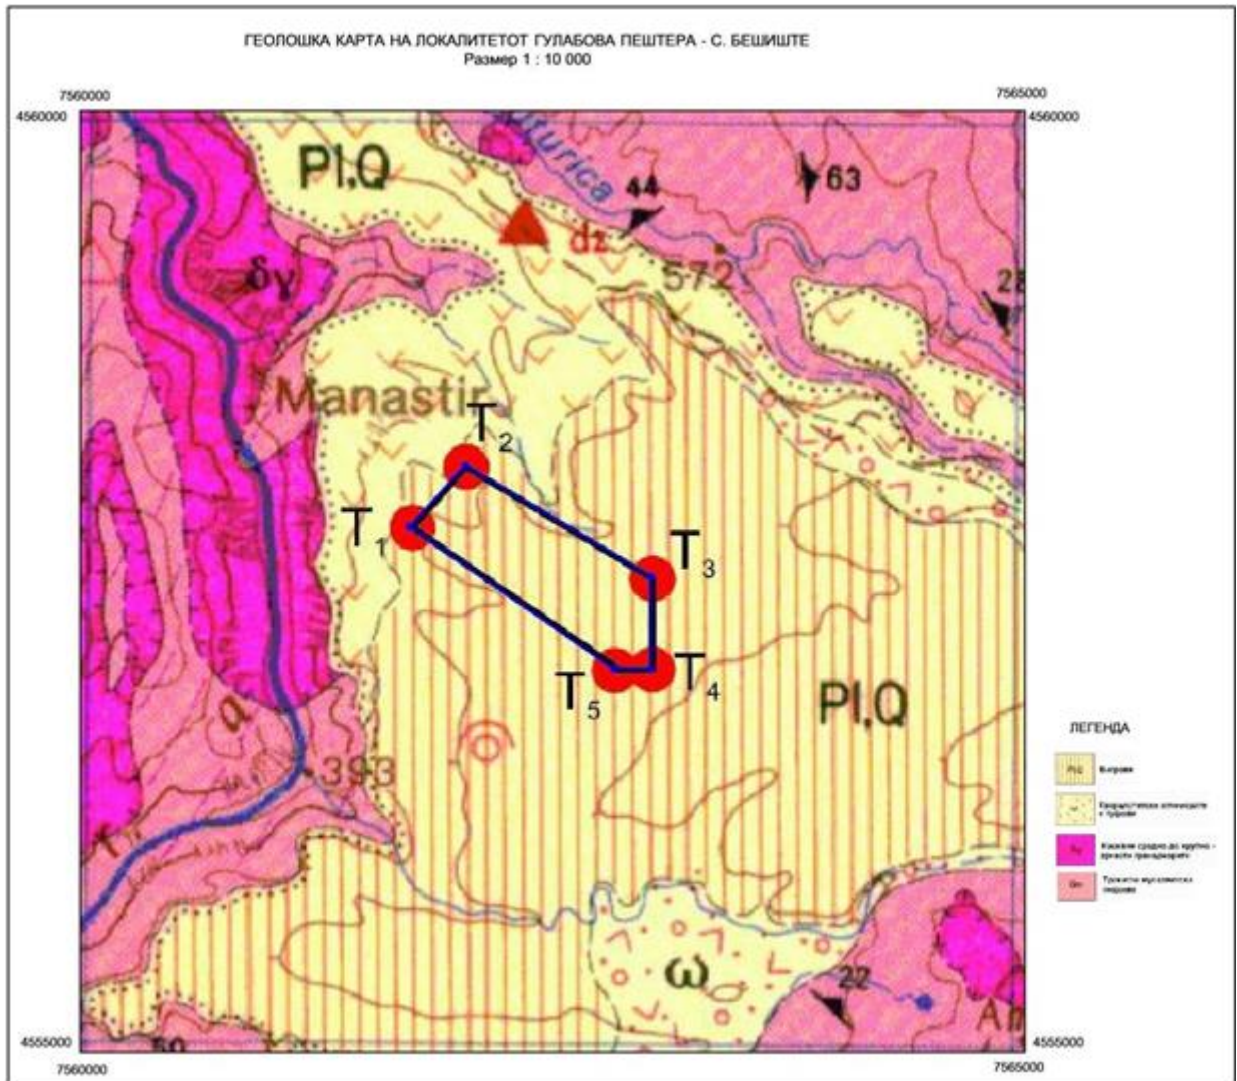 ГЕОЛОШКА КАРТА НА ЛОКАЛИТЕТОТ ГУЛАБОВА ПЕШТЕРА - С. БЕШИШТЕ
Размер 1 : 10 000
7560000
7565000
4560000
4560000
Pl,Q
44
63
dz
572
δγ
Manastir
T2
T1
T3
T4
T5
Pl,Q
a
393
ЛЕГЕНДА
ω
22
4555000
4555000
7560000
7565000